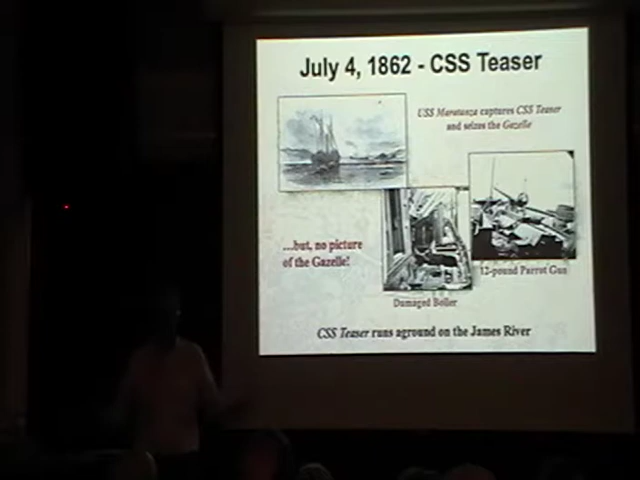 July 4, 1862 - CSS Teaser
USS Maratanza captures CSS Teaser
and seizes the Gazelle
...but, no picture
of the Gazelle!
12-pound Parrot Gun
Damaged Boiler
CSS Teaser runs aground on the James River